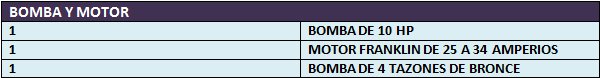 BOMBA Y MOTOR
1 BOMBA DE 10 HP
1 MOTOR FRANKLIN DE 25 A 34 AMPERIOS
1 BOMBA DE 4 TAZONES DE BRONCE